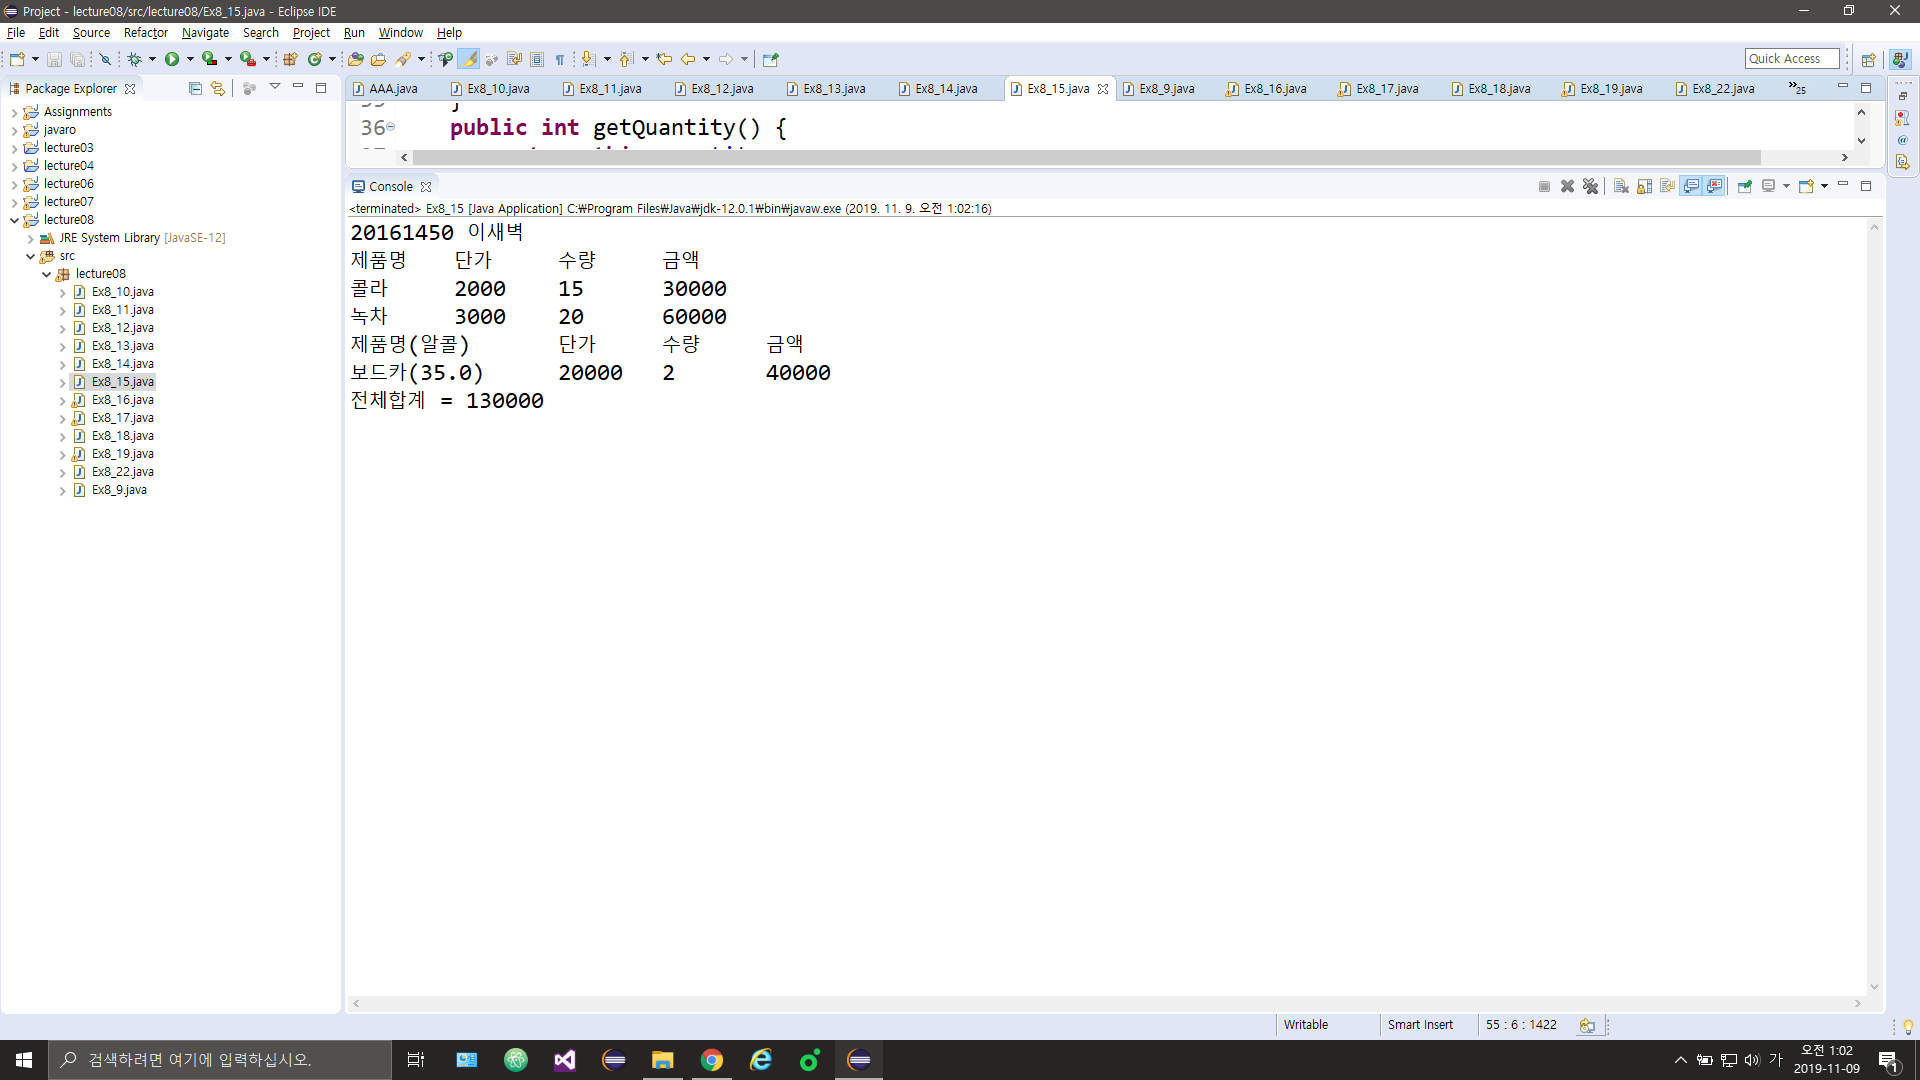 Project - lecture08/src/lecture08/Ex8_15.java - Eclipse IDE
File Edit Source Refactor Navigate Search Project Run Window Help
Quick Access
Package Explorer
Assignments
javaro
lecture03
lecture04
lecture06
lecture07
lecture08
JRE System Library [JavaSE-12]
src
lecture08
Ex8_10.java
Ex8_11.java
Ex8_12.java
Ex8_13.java
Ex8_14.java
Ex8_15.java
Ex8_16.java
Ex8_17.java
Ex8_18.java
Ex8_19.java
Ex8_22.java
Ex8_9.java
AAA.java Ex8_10.java Ex8_11.java Ex8_12.java Ex8_13.java Ex8_14.java Ex8_15.java Ex8_9.java Ex8_16.java Ex8_17.java Ex8_18.java Ex8_19.java Ex8_22.java »25
36 public int getQuantity() {
Console
<terminated> Ex8_15 [Java Application] C:₩Program Files₩Java₩jdk-12.0.1₩bin₩javaw.exe (2019. 11. 9. 오전 1:02:16)
20161450 이새벽
제품명 단가 수량 금액
콜라 2000 15 30000
녹차 3000 20 60000
제품명(알콜) 단가 수량 금액
보드카(35.0) 20000 2 40000
전체합계 = 130000
Writable Smart Insert 55 : 6 : 1422
검색하려면 여기에 입력하십시오.
가
오전 1:02
2019-11-09
1